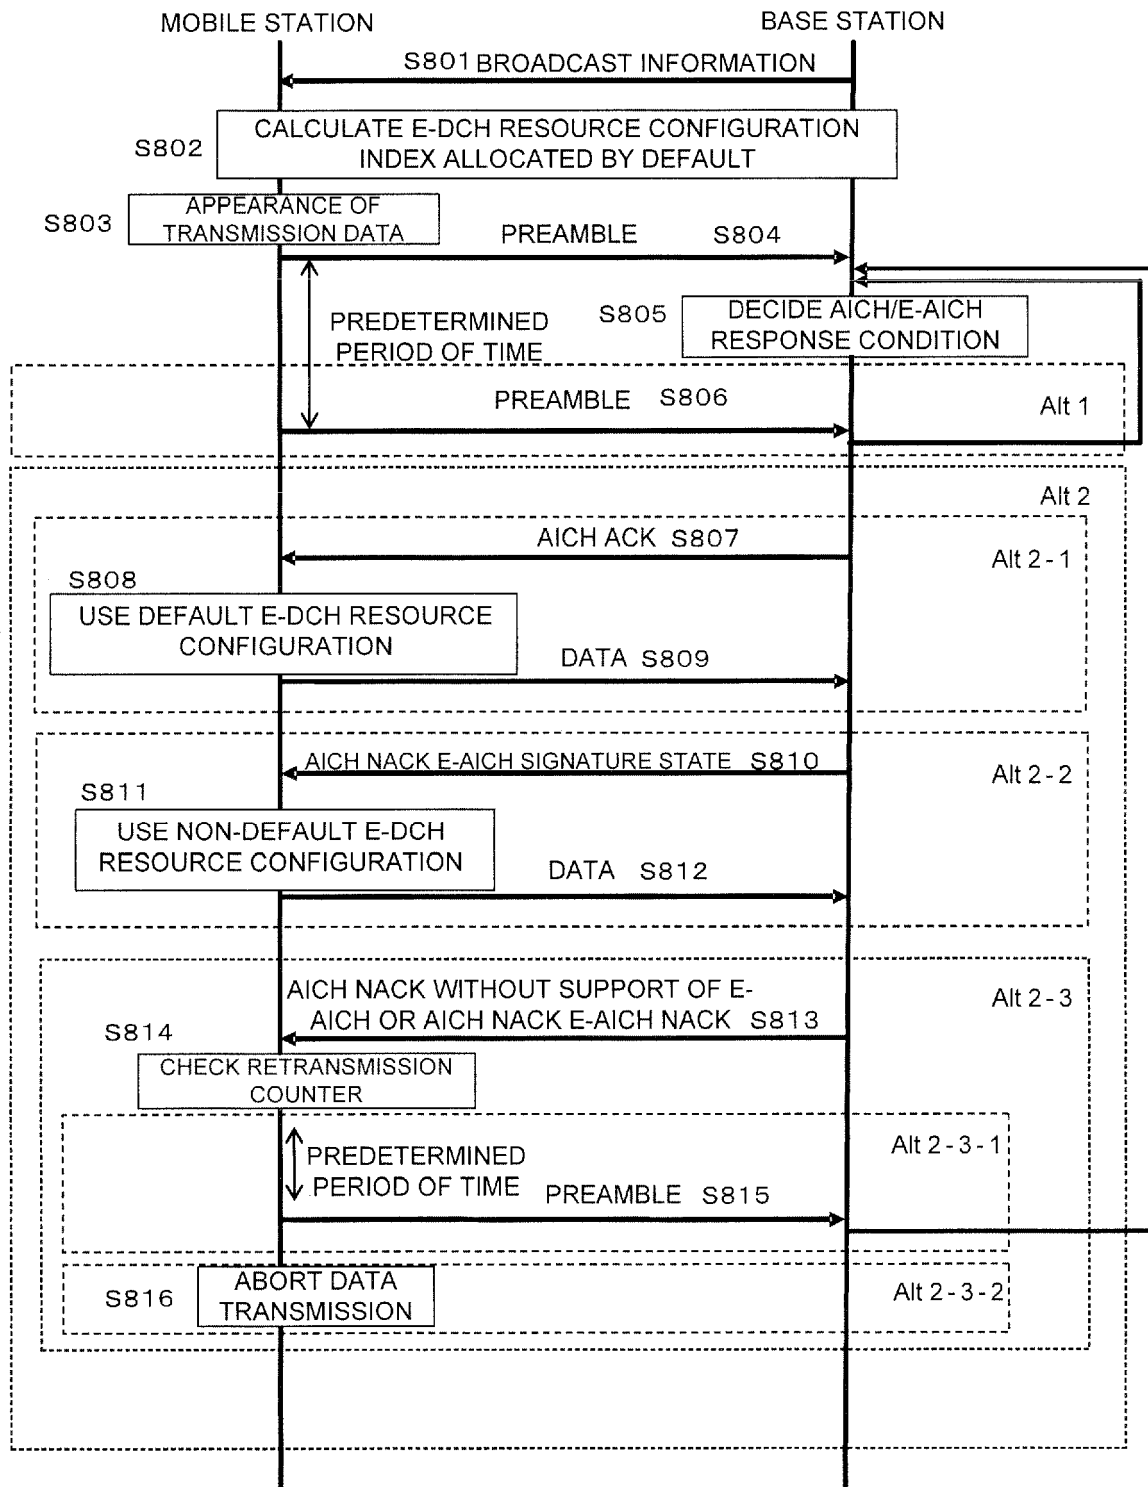 MOBILE STATION
BASE STATION
S801 BROADCAST INFORMATION
S802
CALCULATE E-DCH RESOURCE CONFIGURATION
INDEX ALLOCATED BY DEFAULT
S803
APPEARANCE OF
TRANSMISSION DATA
PREAMBLE S804
PREDETERMINED
PERIOD OF TIME
S805
DECIDE AICH/E-AICH
RESPONSE CONDITION
PREAMBLE S806
Alt 1
Alt 2
AICH ACK S807
Alt 2-1
S808
USE DEFAULT E-DCH RESOURCE
CONFIGURATION
DATA S809
AICH NACK E-AICH SIGNATURE STATE S810
Alt 2-2
S811
USE NON-DEFAULT E-DCH
RESOURCE CONFIGURATION
DATA S812
AICH NACK WITHOUT SUPPORT OF E-
AICH OR AICH NACK E-AICH NACK S813
Alt 2-3
S814
CHECK RETRANSMISSION
COUNTER
Alt 2-3-1
PREDETERMINED
PERIOD OF TIME
PREAMBLE S815
S816
ABORT DATA
TRANSMISSION
Alt 2-3-2